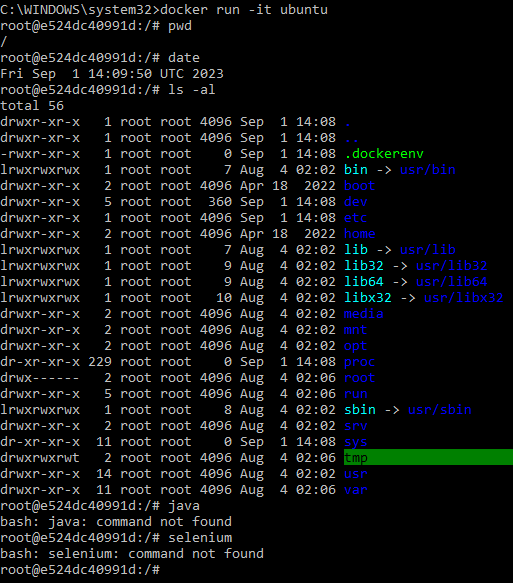 C:\WINDOWS\system32>docker run -it ubuntu
root@e524dc40991d:/# pwd
/
root@e524dc40991d:/# date
Fri Sep  1 14:09:50 UTC 2023
root@e524dc40991d:/# ls -al
total 56
drwxr-xr-x   1 root root 4096 Sep  1 14:08 .
drwxr-xr-x   1 root root 4096 Sep  1 14:08 ..
-rwxr-xr-x   1 root root    0 Sep  1 14:08 .dockerenv
lrwxrwxrwx   1 root root    7 Aug  4 02:02 bin -> usr/bin
drwxr-xr-x   2 root root 4096 Apr 18  2022 boot
drwxr-xr-x   5 root root  360 Sep  1 14:08 dev
drwxr-xr-x   1 root root 4096 Sep  1 14:08 etc
drwxr-xr-x   2 root root 4096 Apr 18  2022 home
lrwxrwxrwx   1 root root    7 Aug  4 02:02 lib -> usr/lib
lrwxrwxrwx   1 root root    9 Aug  4 02:02 lib32 -> usr/lib32
lrwxrwxrwx   1 root root    9 Aug  4 02:02 lib64 -> usr/lib64
lrwxrwxrwx   1 root root   10 Aug  4 02:02 libx32 -> usr/libx32
drwxr-xr-x   2 root root 4096 Aug  4 02:02 media
drwxr-xr-x   2 root root 4096 Aug  4 02:02 mnt
drwxr-xr-x   2 root root 4096 Aug  4 02:02 opt
dr-xr-xr-x 229 root root    0 Sep  1 14:08 proc
drwx------   2 root root 4096 Aug  4 02:06 root
drwxr-xr-x   5 root root 4096 Aug  4 02:06 run
lrwxrwxrwx   1 root root    8 Aug  4 02:02 sbin -> usr/sbin
drwxr-xr-x   2 root root 4096 Aug  4 02:02 srv
dr-xr-xr-x  11 root root    0 Sep  1 14:08 sys
drwxrwxrwt   2 root root 4096 Aug  4 02:06 tmp
drwxr-xr-x  14 root root 4096 Aug  4 02:02 usr
drwxr-xr-x  11 root root 4096 Aug  4 02:06 var
root@e524dc40991d:/# java
bash: java: command not found
root@e524dc40991d:/# selenium
bash: selenium: command not found
root@e524dc40991d:/#